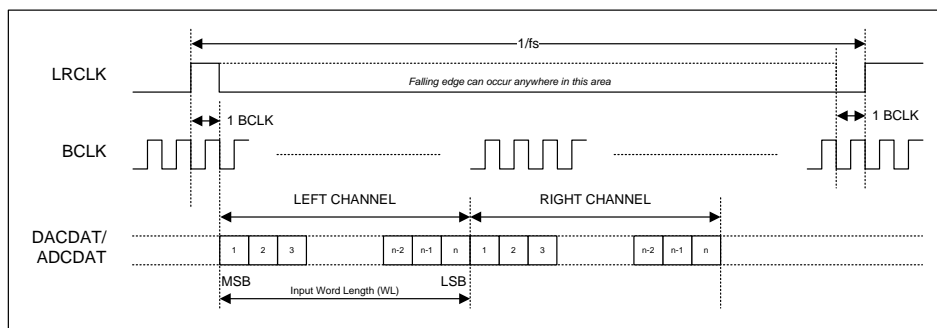 1/fs
LRCLK
Falling edge can occur anywhere in this area
1 BCLK
1 BCLK
BCLK
LEFT CHANNEL
RIGHT CHANNEL
DACDAT/
ADCDAT
1 2 3 n-2 n-1 n 1 2 3 n-2 n-1 n
MSB
Input Word Length (WL)
LSB